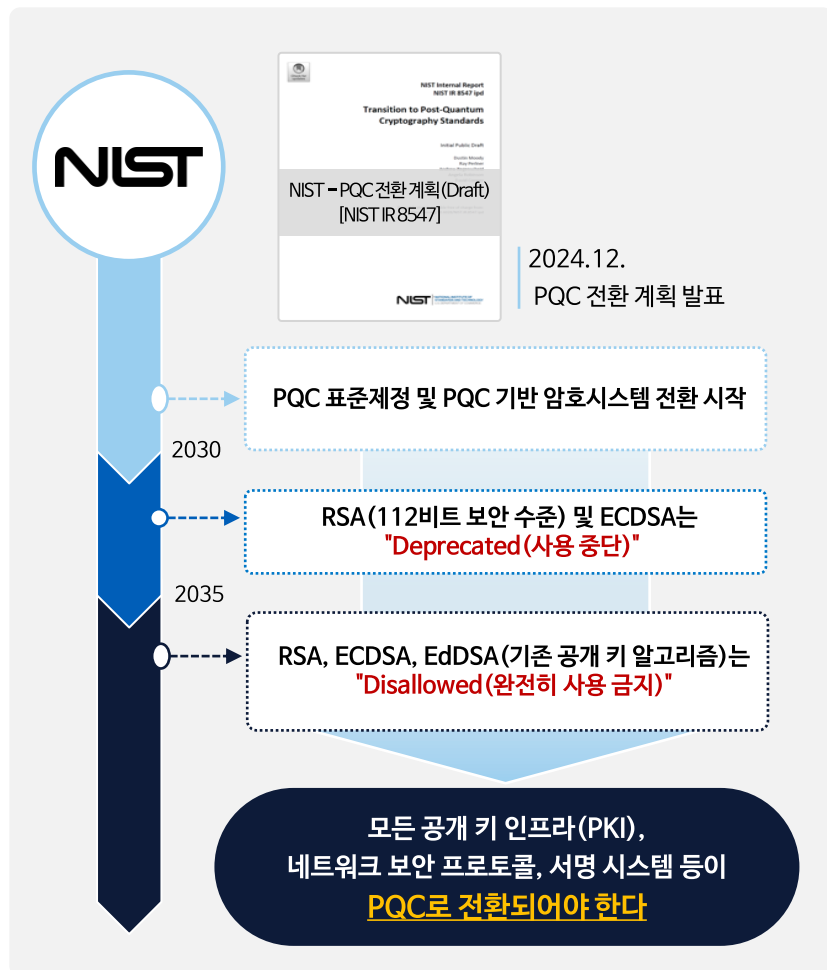 NIST
NIST Internal Report
NIST IR 8547 ipd
Transition to Post-Quantum
Cryptography Standards
Initial Public Draft
Dustin Moody
Ray Perlner
NIST – PQC 전환 계획(Draft)
[NIST IR 8547]
NIST
2024.12.
PQC 전환 계획 발표
PQC 표준제정 및 PQC 기반 암호시스템 전환 시작
2030
RSA(112비트 보안 수준) 및 ECDSA는
"Deprecated(사용 중단)"
2035
RSA, ECDSA, EdDSA(기존 공개 키 알고리즘)는
"Disallowed(완전히 사용 금지)"
모든 공개 키 인프라(PKI),
네트워크 보안 프로토콜, 서명 시스템 등이
PQC로 전환되어야 한다